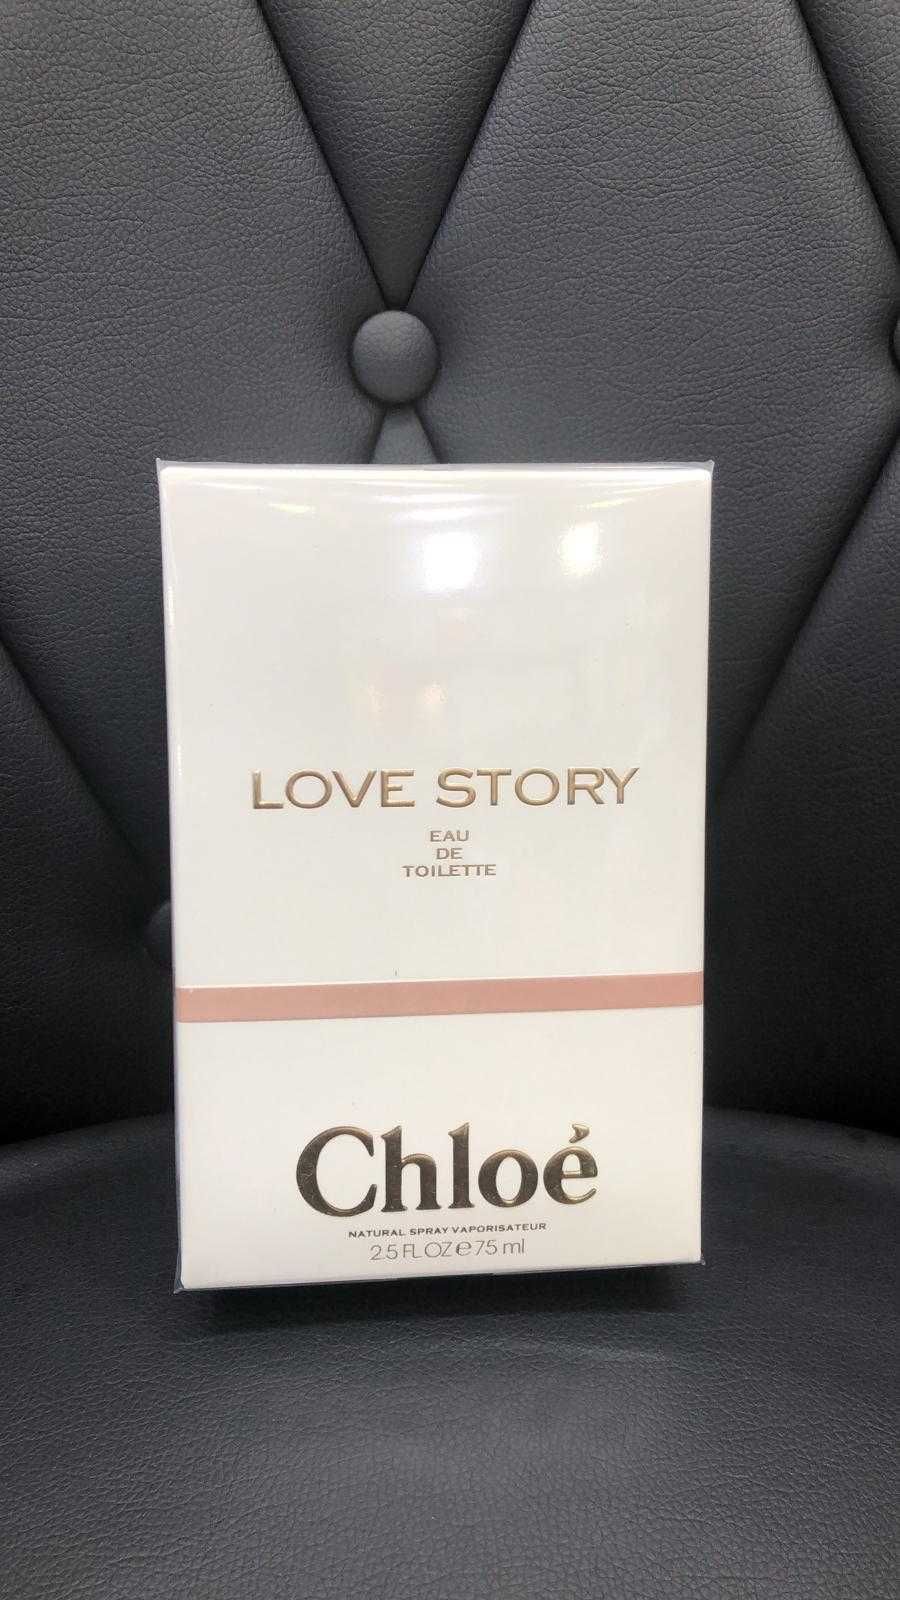 LOVE STORY
EAU
DE
TOILETTE
Chloé
NATURAL SPRAY VAPORISATEUR
2.5 FL OZ e 75 ml